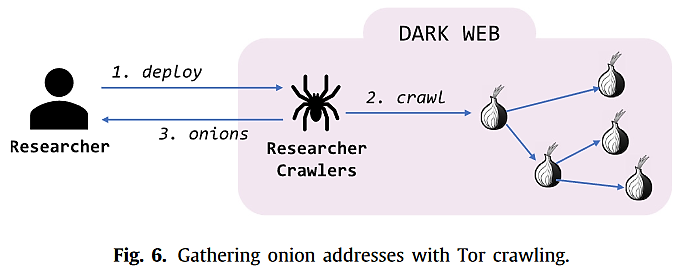 DARK WEB
1. deploy
2. crawl
3. onions
Researcher
Researcher
Crawlers
Fig. 6. Gathering onion addresses with Tor crawling.